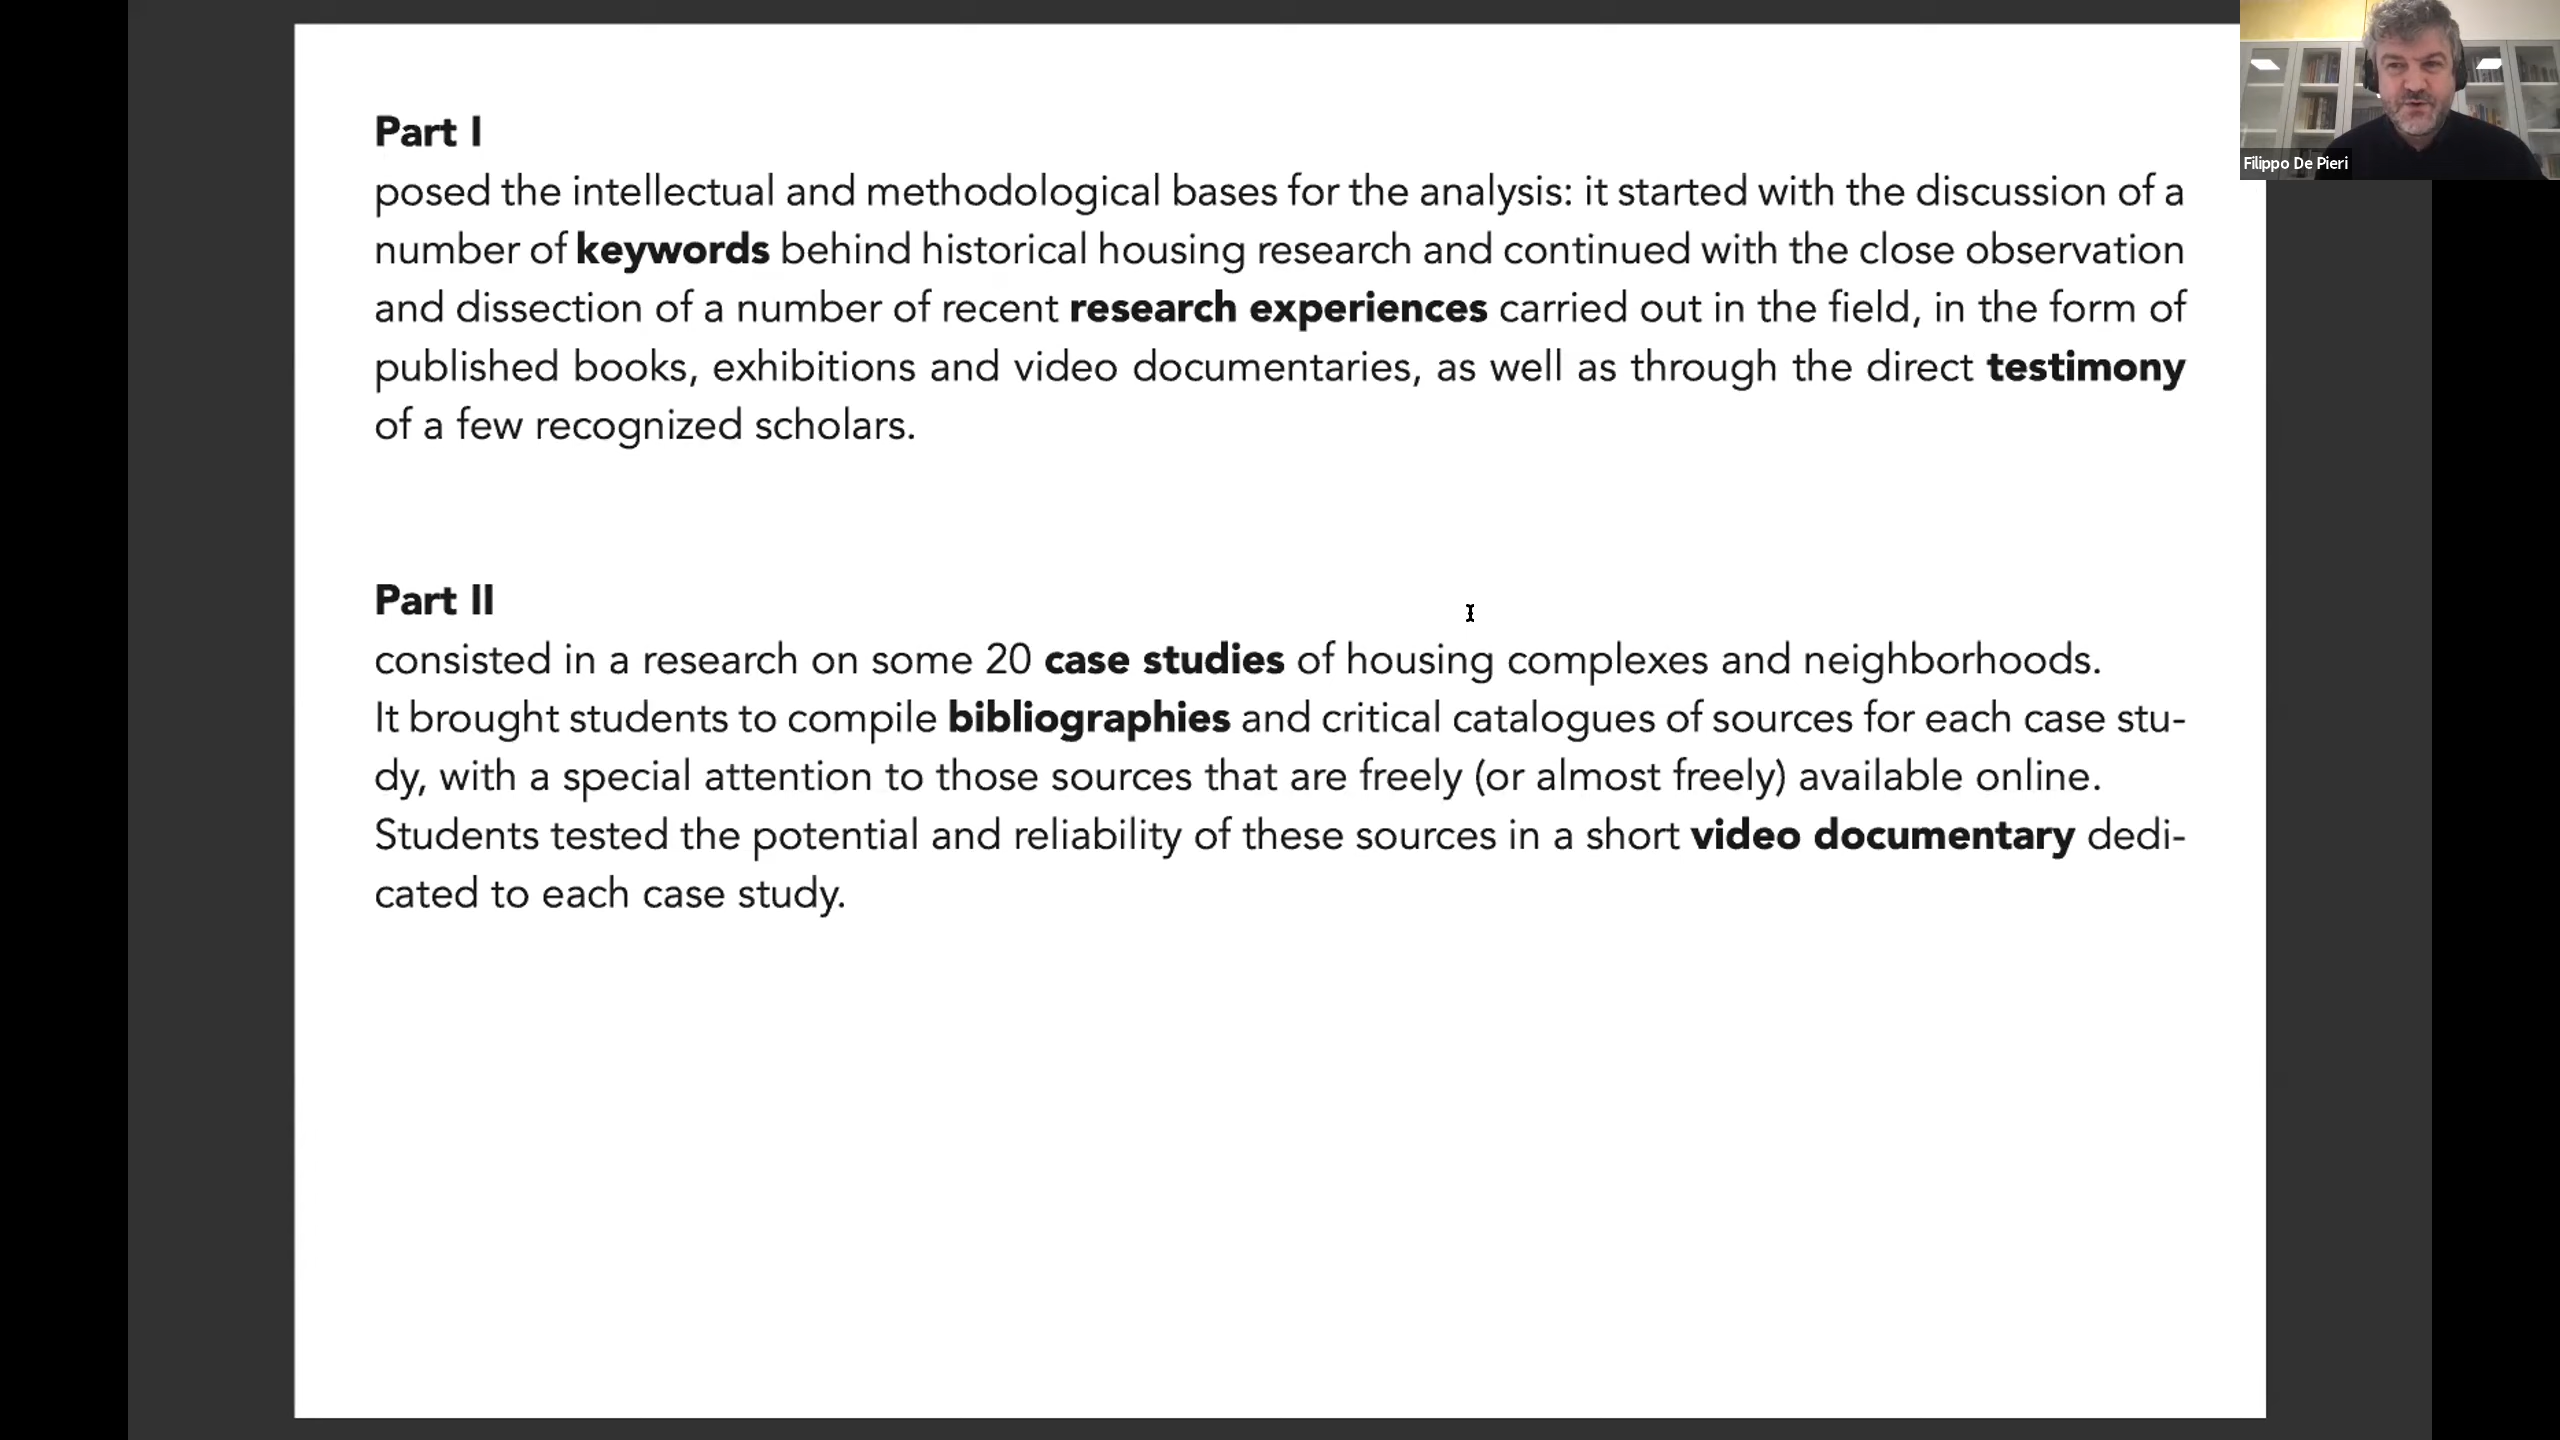 Part I
posed the intellectual and methodological bases for the analysis: it started with the discussion of a
number of keywords behind historical housing research and continued with the close observation
and dissection of a number of recent research experiences carried out in the field, in the form of
published books, exhibitions and video documentaries, as well as through the direct testimony
of a few recognized scholars.
Part II
consisted in a research on some 20 case studies of housing complexes and neighborhoods.
It brought students to compile bibliographies and critical catalogues of sources for each case stu-
dy, with a special attention to those sources that are freely (or almost freely) available online.
Students tested the potential and reliability of these sources in a short video documentary dedi-
cated to each case study.
Filippo De Pieri